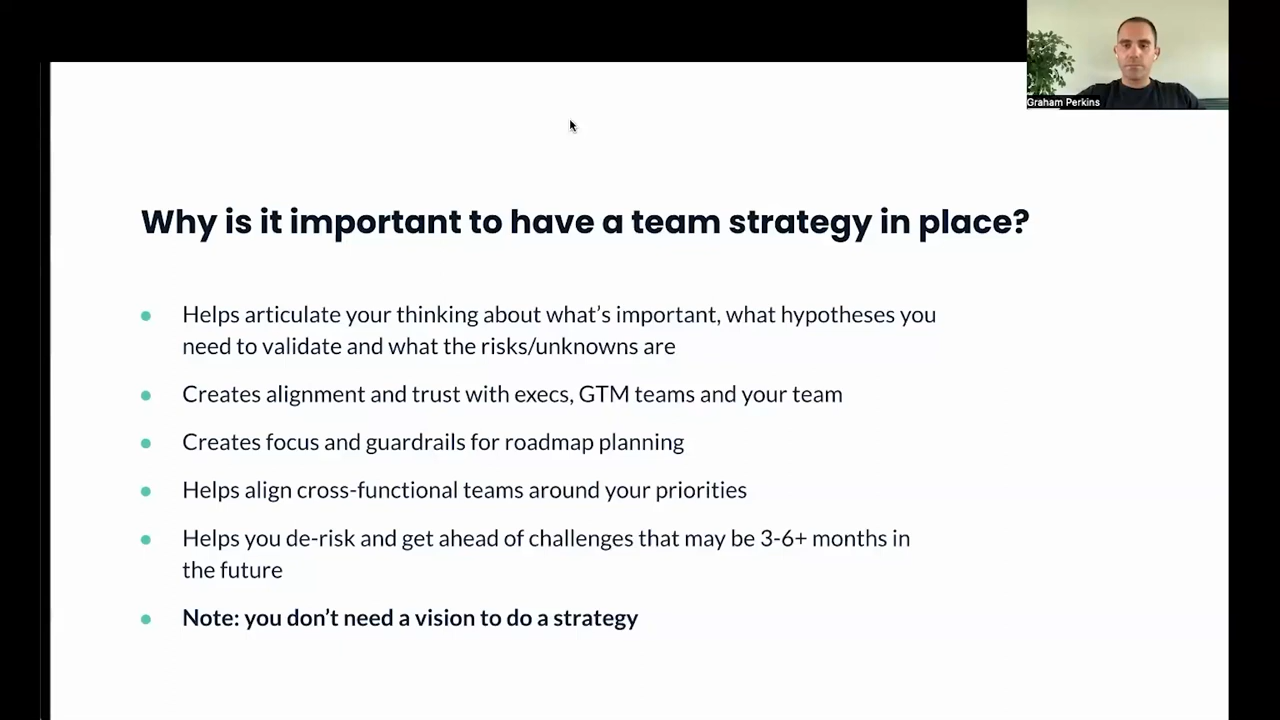 Graham Perkins
Why is it important to have a team strategy in place?
Helps articulate your thinking about what’s important, what hypotheses you
need to validate and what the risks/unknowns are
Creates alignment and trust with execs, GTM teams and your team
Creates focus and guardrails for roadmap planning
Helps align cross-functional teams around your priorities
Helps you de-risk and get ahead of challenges that may be 3-6+ months in
the future
Note: you don’t need a vision to do a strategy